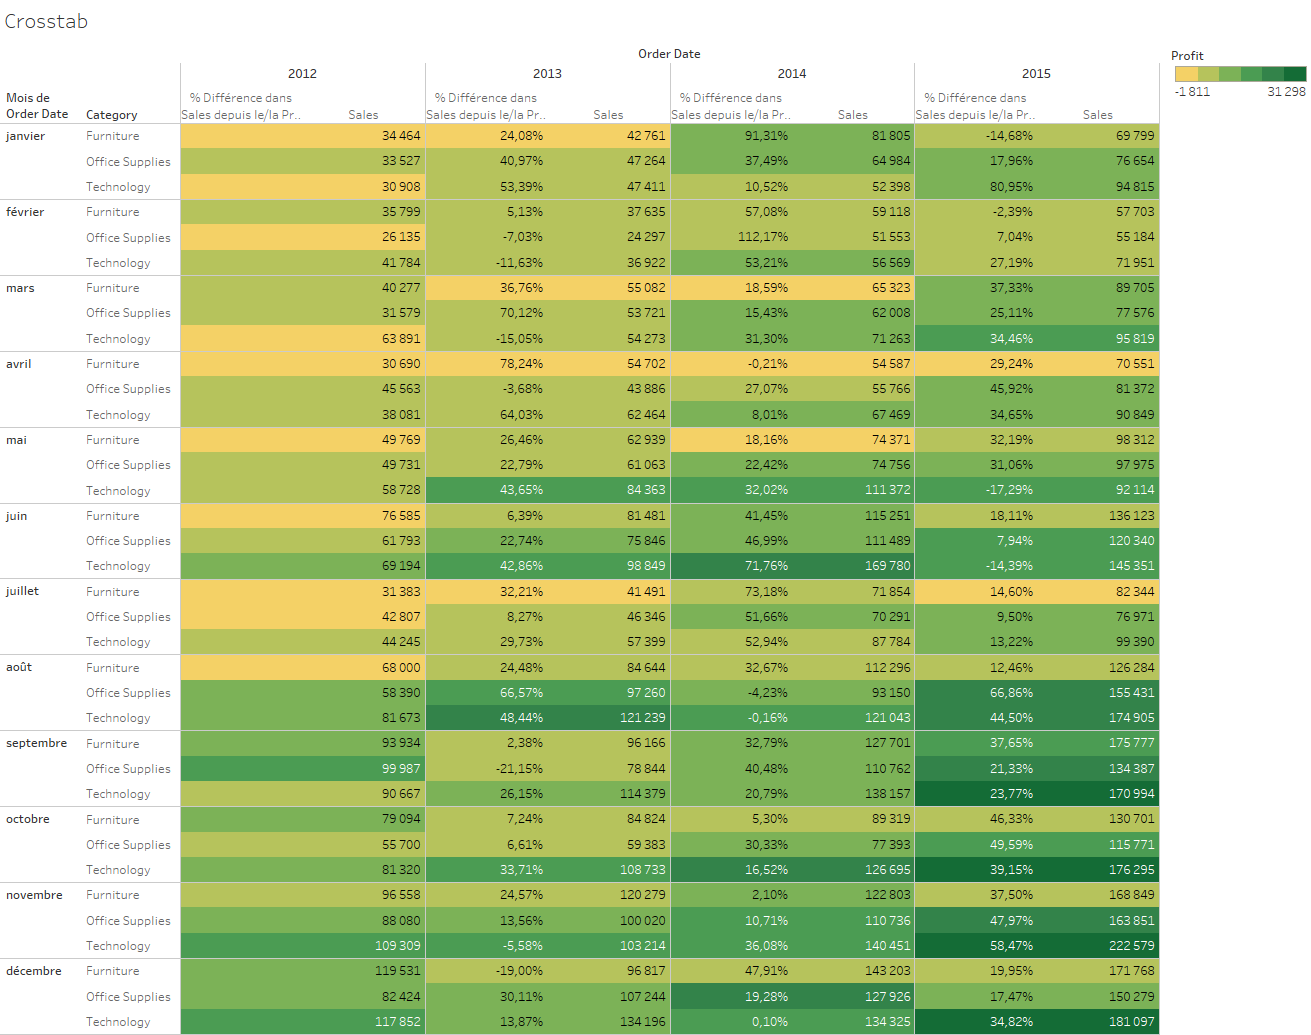 Crosstab
Order Date
Profit
2012 2013 2014 2015
-1 811 31 298
Mois de Order Date Category % Différence dans Sales depuis le/la Pr.. Sales % Différence dans Sales depuis le/la Pr.. Sales % Différence dans Sales depuis le/la Pr.. Sales % Différence dans Sales depuis le/la Pr.. Sales
janvier Furniture 34 464 24,08% 42 761 91,31% 81 805 -14,68% 69 799
Office Supplies 33 527 40,97% 47 264 37,49% 64 984 17,96% 76 654
Technology 30 908 53,39% 47 411 10,52% 52 398 80,95% 94 815
février Furniture 35 799 5,13% 37 635 57,08% 59 118 -2,39% 57 703
Office Supplies 26 135 -7,03% 24 297 112,17% 51 553 7,04% 55 184
Technology 41 784 -11,63% 36 922 53,21% 56 569 27,19% 71 951
mars Furniture 40 277 36,76% 55 082 18,59% 65 323 37,33% 89 705
Office Supplies 31 579 70,12% 53 721 15,43% 62 008 25,11% 77 576
Technology 63 891 -15,05% 54 273 31,30% 71 263 34,46% 95 819
avril Furniture 30 690 78,24% 54 702 -0,21% 54 587 29,24% 70 551
Office Supplies 45 563 -3,68% 43 886 27,07% 55 766 45,92% 81 372
Technology 38 081 64,03% 62 464 8,01% 67 469 34,65% 90 849
mai Furniture 49 769 26,46% 62 939 18,16% 74 371 32,19% 98 312
Office Supplies 49 731 22,79% 61 063 22,42% 74 756 31,06% 97 975
Technology 58 728 43,65% 84 363 32,02% 111 372 -17,29% 92 114
juin Furniture 76 585 6,39% 81 481 41,45% 115 251 18,11% 136 123
Office Supplies 61 793 22,74% 75 846 46,99% 111 489 7,94% 120 340
Technology 69 194 42,86% 98 849 71,76% 169 780 -14,39% 145 351
juillet Furniture 31 383 32,21% 41 491 73,18% 71 854 14,60% 82 344
Office Supplies 42 807 8,27% 46 346 51,66% 70 291 9,50% 76 971
Technology 44 245 29,73% 57 399 52,94% 87 784 13,22% 99 390
août Furniture 68 000 24,48% 84 644 32,67% 112 296 12,46% 126 284
Office Supplies 58 390 66,57% 97 260 -4,23% 93 150 66,86% 155 431
Technology 81 673 48,44% 121 239 -0,16% 121 043 44,50% 174 905
septembre Furniture 93 934 2,38% 96 166 32,79% 127 701 37,65% 175 777
Office Supplies 99 987 -21,15% 78 844 40,48% 110 762 21,33% 134 387
Technology 90 667 26,15% 114 379 20,79% 138 157 23,77% 170 994
octobre Furniture 79 094 7,24% 84 824 5,30% 89 319 46,33% 130 701
Office Supplies 55 700 6,61% 59 383 30,33% 77 393 49,59% 115 771
Technology 81 320 33,71% 108 733 16,52% 126 695 39,15% 176 295
novembre Furniture 96 558 24,57% 120 279 2,10% 122 803 37,50% 168 849
Office Supplies 88 080 13,56% 100 020 10,71% 110 736 47,97% 163 851
Technology 109 309 -5,58% 103 214 36,08% 140 451 58,47% 222 579
décembre Furniture 119 531 -19,00% 96 817 47,91% 143 203 19,95% 171 768
Office Supplies 82 424 30,11% 107 244 19,28% 127 926 17,47% 150 279
Technology 117 852 13,87% 134 196 0,10% 134 325 34,82% 181 097